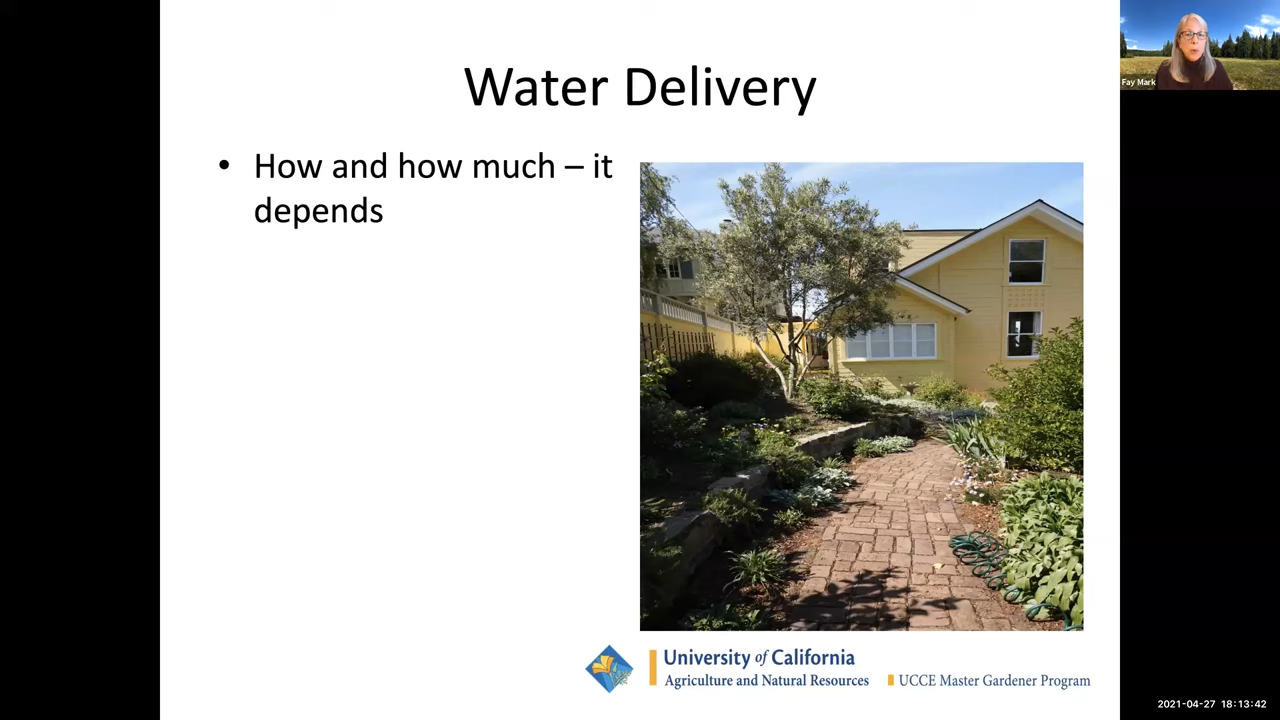 Water Delivery
Fay Mark
• How and how much – it
depends
University of California
Agriculture and Natural Resources
UCCE Master Gardener Program
2021-04-27 18:13:42